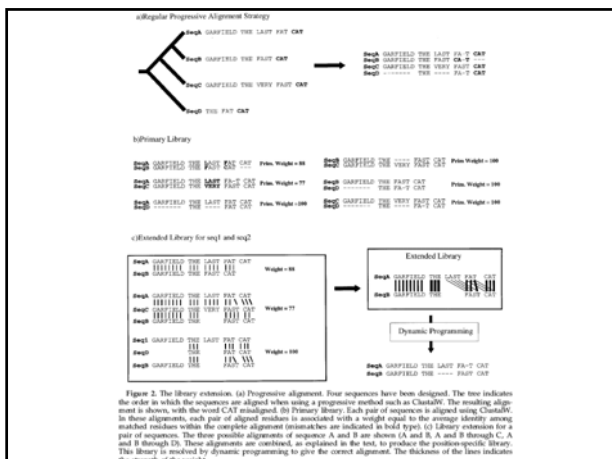 a)Regular Progressive Alignment Strategy
SeqA GARFIELD THE LAST FAT CAT
SeqB GARFIELD THE FAST CAT
SeqC GARFIELD THE VERY FAST CAT
SeqD THE FAT CAT
SeqA GARFIELD THE LAST FA-T CAT
SeqB GARFIELD THE FAST CA-T ---
SeqC GARFIELD THE VERY FAST CAT
SeqD -------- THE ---- FA-T CAT
b)Primary Library
SeqA GARFIELD THE LAST FAT CAT
SeqB GARFIELD THE FAST CAT ---
Prim. Weight = 88
SeqA GARFIELD THE LAST FA-T CAT
SeqC GARFIELD THE VERY FAST CAT
Prim. Weight = 77
SeqA GARFIELD THE LAST FAT CAT
SeqD -------- THE ---- FAT CAT
Prim. Weight =100
SeqB GARFIELD THE ---- FAST CAT
SeqC GARFIELD THE VERY FAST CAT
Prim. Weight = 100
SeqB GARFIELD THE FAST CAT
SeqD -------- THE FA-T CAT
Prim. Weight = 100
SeqC GARFIELD THE VERY FAST CAT
SeqD -------- THE ---- FA-T CAT
Prim. Weight = 100
c)Extended Library for seq1 and seq2
SeqA GARFIELD THE LAST FAT CAT
SeqB GARFIELD THE FAST CAT
Weight = 88
SeqA GARFIELD THE LAST FAT CAT
SeqC GARFIELD THE VERY FAST CAT
SeqB GARFIELD THE FAST CAT
Weight = 77
Seq1 GARFIELD THE LAST FAT CAT
SeqD THE FAT CAT
SeqB GARFIELD THE FAST CAT
Weight = 100
Extended Library
SeqA GARFIELD THE LAST FAT CAT
SeqB GARFIELD THE FAST CAT
Dynamic Programming
SeqA GARFIELD THE LAST FA-T CAT
SeqB GARFIELD THE ---- FAST CAT
Figure 2. The library extension. (a) Progressive alignment. Four sequences have been designed. The tree indicates
the order in which the sequences are aligned when using a progressive method such as ClustalW. The resulting align-
ment is shown, with the word CAT misaligned. (b) Primary library. Each pair of sequences is aligned using ClustalW.
In these alignments, each pair of aligned residues is associated with a weight equal to the average identity among
matched residues within the complete alignment (mismatches are indicated in bold type). (c) Library extension for a
pair of sequences. The three possible alignments of sequence A and B are shown (A and B, A and B through C, A
and B through D). These alignments are combined, as explained in the text, to produce the position-specific library.
This library is resolved by dynamic programming to give the correct alignment. The thickness of the lines indicates